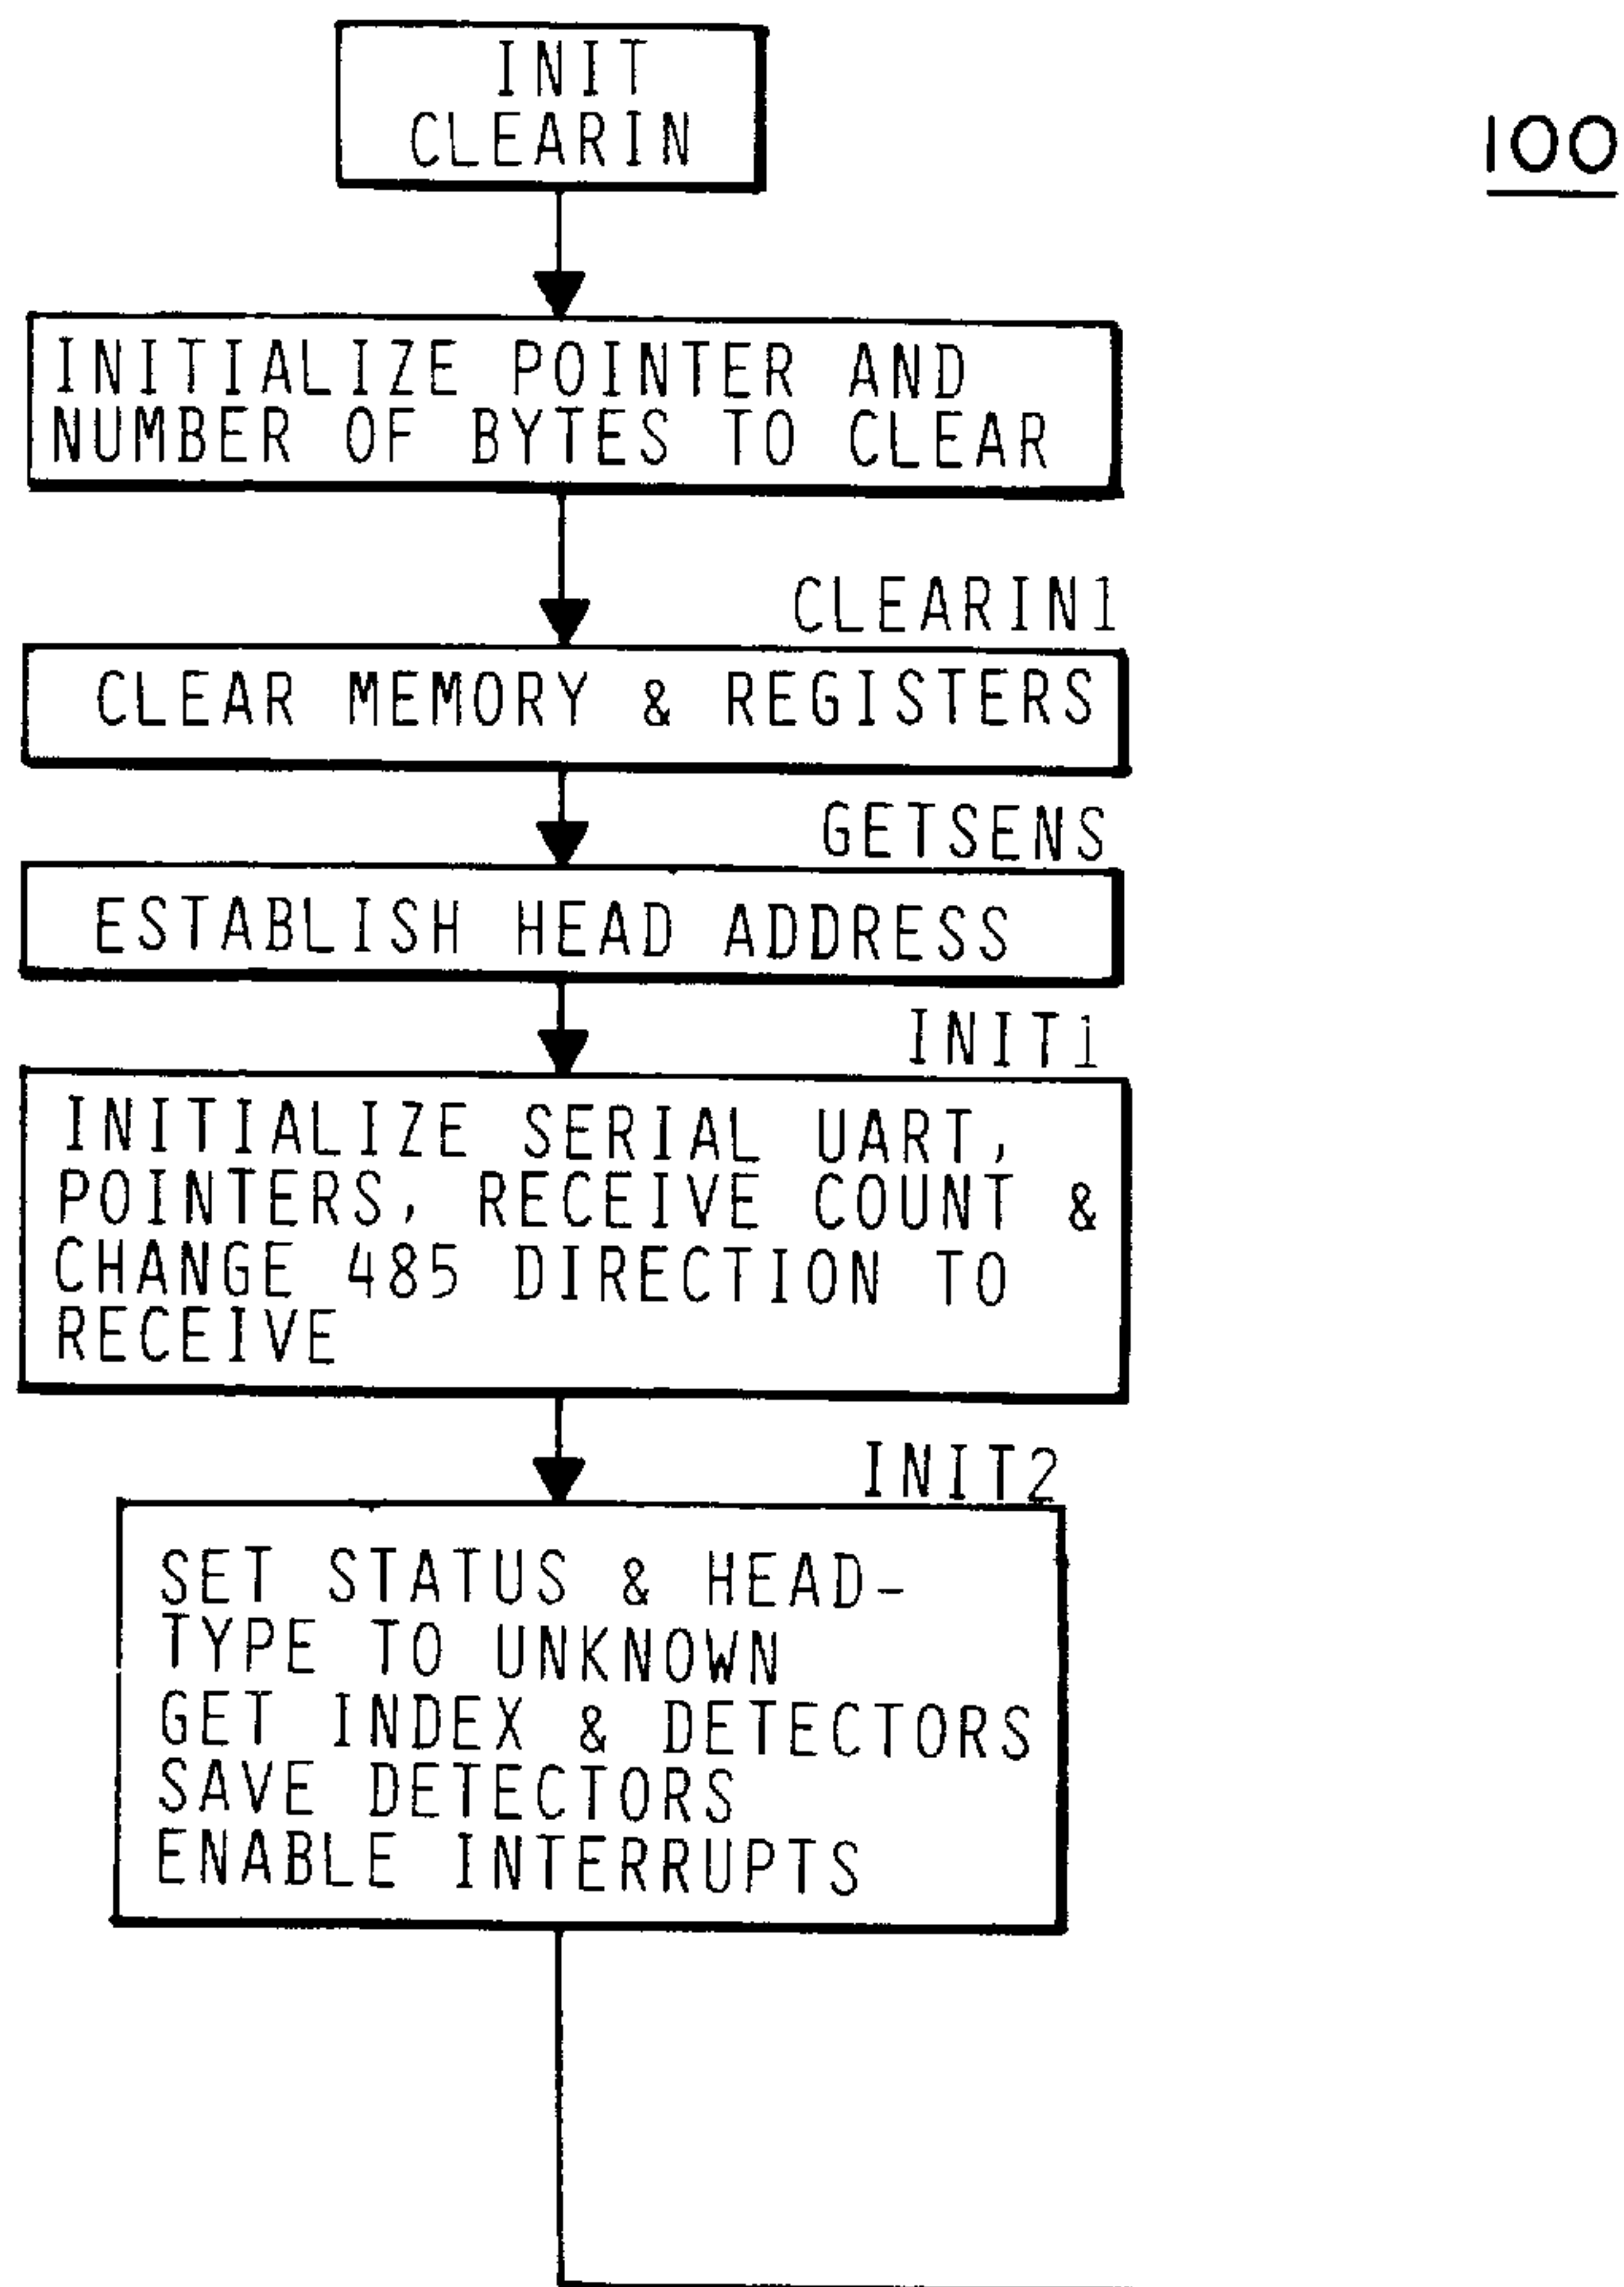 INIT
CLEARIN
100
INITIALIZE POINTER AND
NUMBER OF BYTES TO CLEAR
CLEARIN1
CLEAR MEMORY & REGISTERS
GETSENS
ESTABLISH HEAD ADDRESS
INIT1
INITIALIZE SERIAL UART,
POINTERS, RECEIVE COUNT &
CHANGE 485 DIRECTION TO
RECEIVE
INIT2
SET STATUS & HEAD-
TYPE TO UNKNOWN
GET INDEX & DETECTORS
SAVE DETECTORS
ENABLE INTERRUPTS